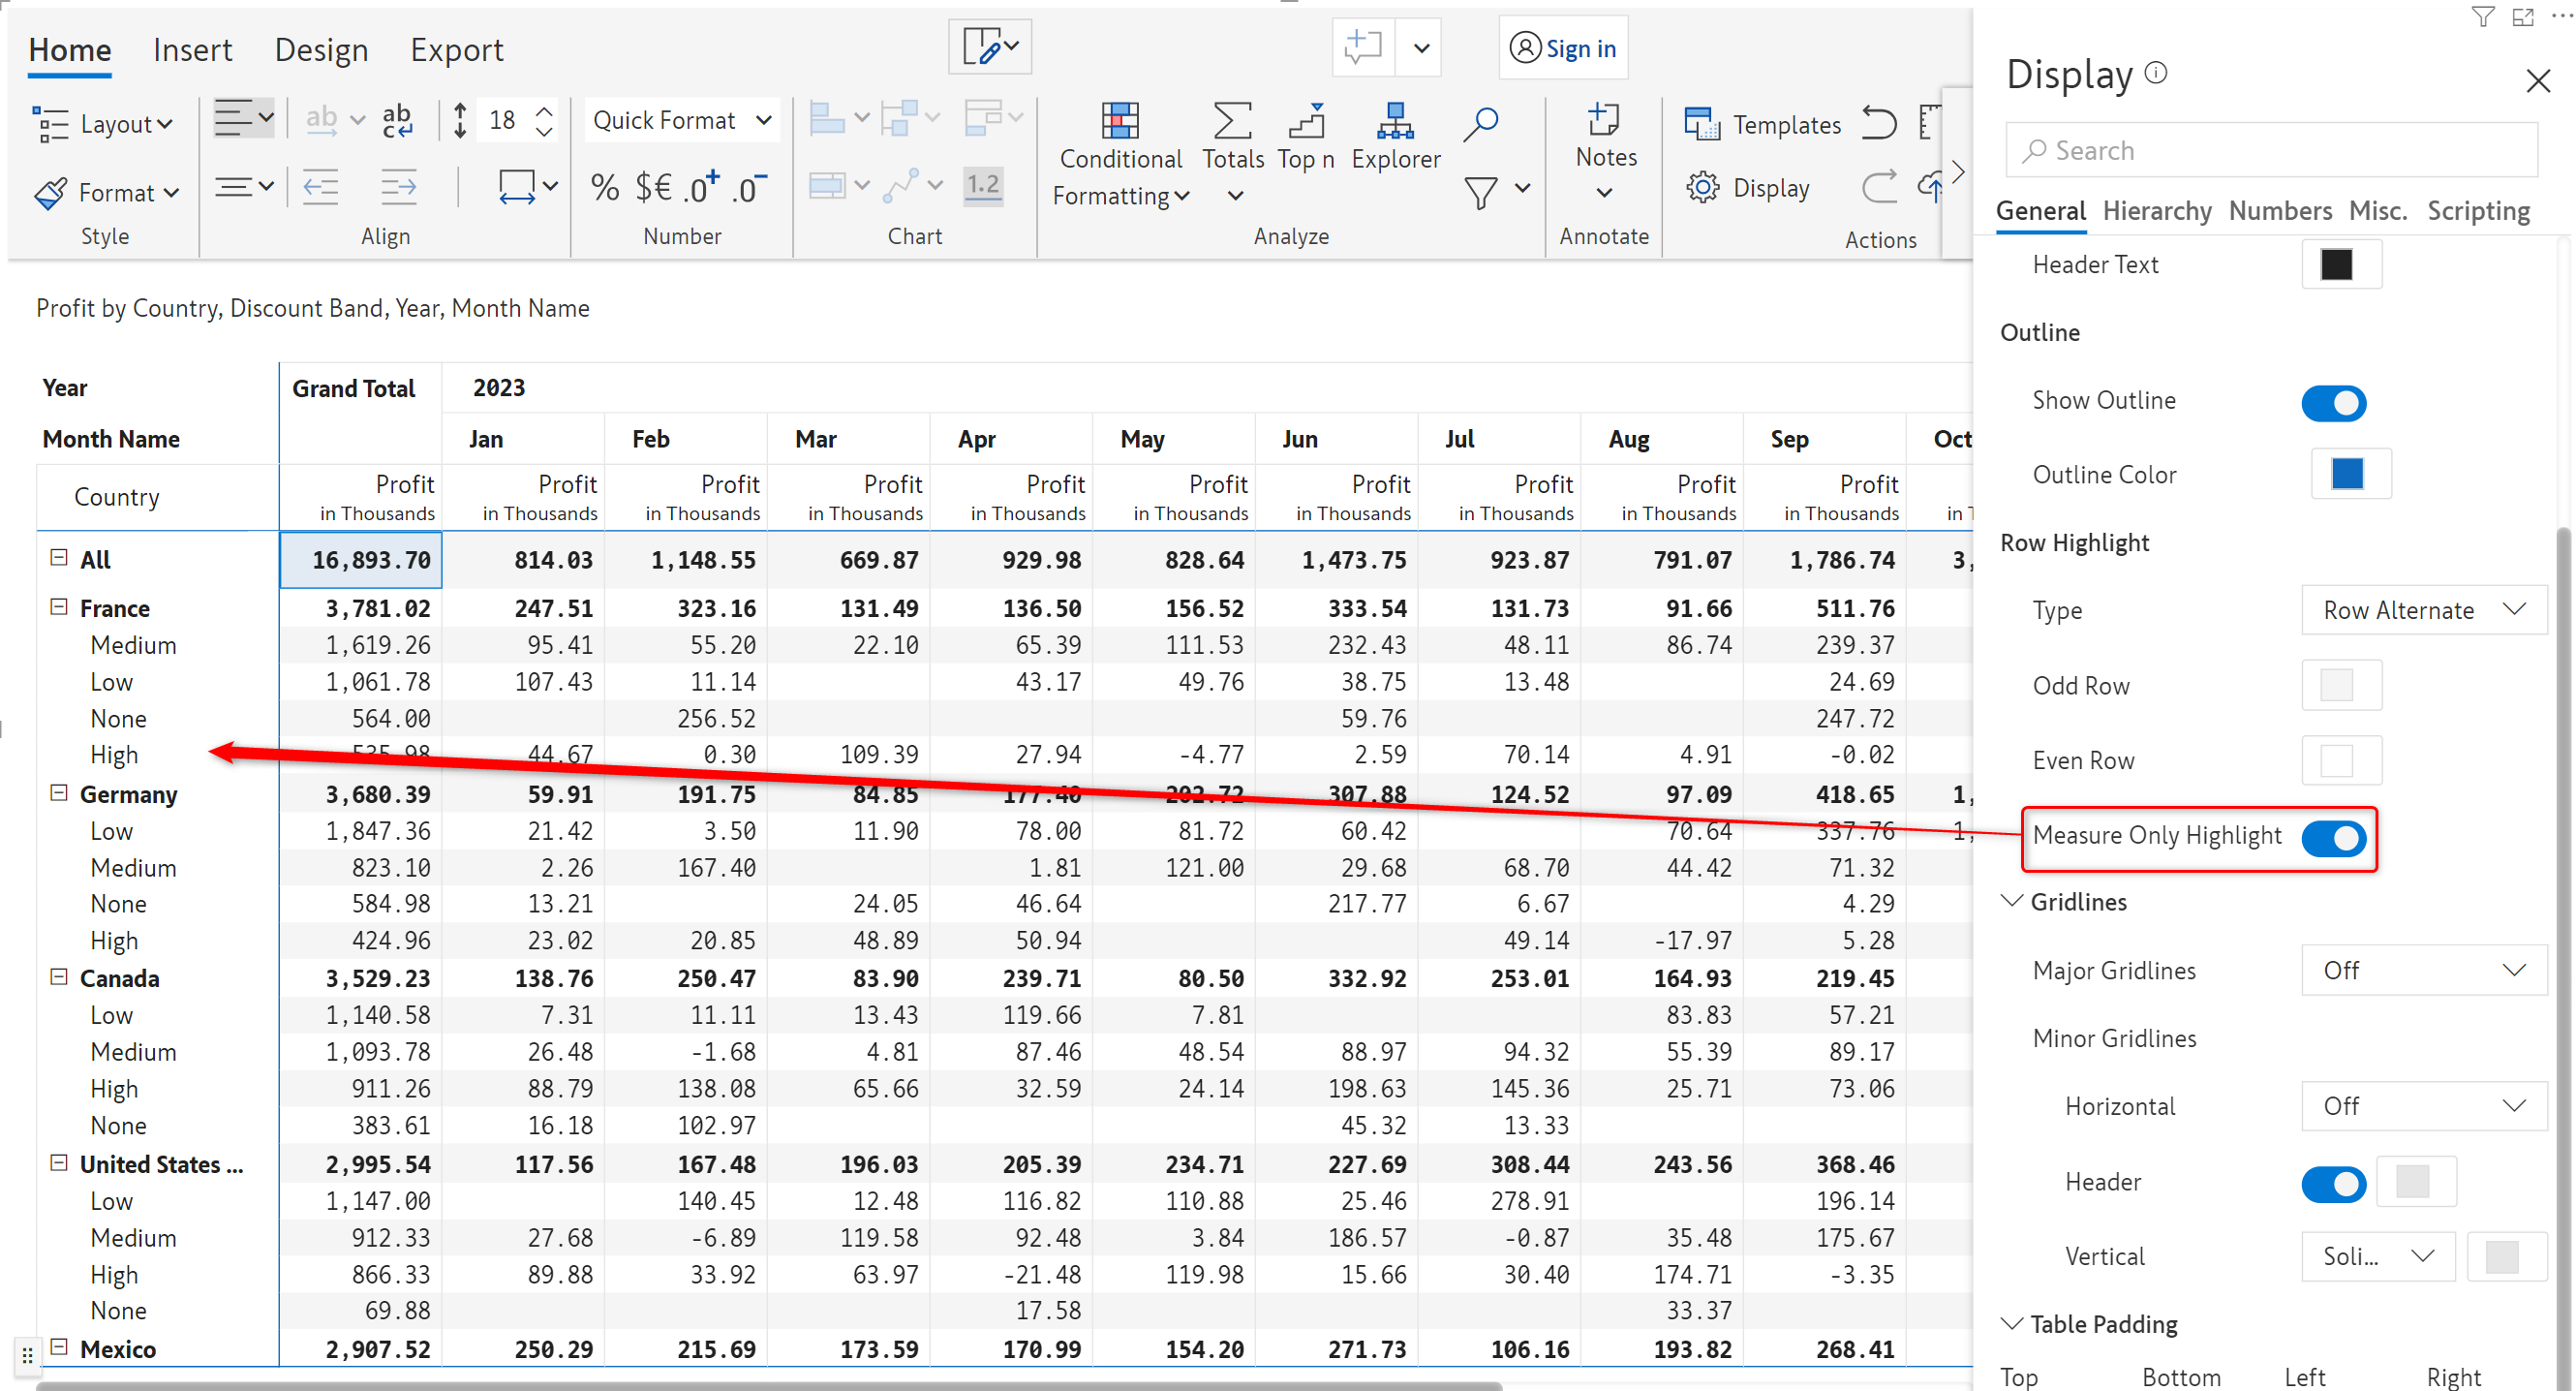 Home Insert Design Export Sign in
Layout ab ab c 18 Quick Format Conditional Formatting Totals Top n Explorer Notes Templates
Format % $€ .0+ .0- 1.2 Display
Style Align Number Chart Analyze Annotate Actions
Profit by Country, Discount Band, Year, Month Name
Year Grand Total 2023
Month Name Jan Feb Mar Apr May Jun Jul Aug Sep Oct
Country Profit Profit Profit Profit Profit Profit Profit Profit Profit Profit
in Thousands in Thousands in Thousands in Thousands in Thousands in Thousands in Thousands in Thousands in Thousands in Thousands in T
All 16,893.70 814.03 1,148.55 669.87 929.98 828.64 1,473.75 923.87 791.07 1,786.74 3,
France 3,781.02 247.51 323.16 131.49 136.50 156.52 333.54 131.73 91.66 511.76
Medium 1,619.26 95.41 55.20 22.10 65.39 111.53 232.43 48.11 86.74 239.37
Low 1,061.78 107.43 11.14 43.17 49.76 38.75 13.48 24.69
None 564.00 256.52 59.76 247.72
High 535.98 44.67 0.30 109.39 27.94 -4.77 2.59 70.14 4.91 -0.02
Germany 3,680.39 59.91 191.75 84.85 177.40 202.72 307.88 124.52 97.09 418.65 1,
Low 1,847.36 21.42 3.50 11.90 78.00 81.72 60.42 70.64 337.76 1,
Medium 823.10 2.26 167.40 1.81 121.00 29.68 68.70 44.42 71.32
None 584.98 13.21 24.05 46.64 217.77 6.67 4.29
High 424.96 23.02 20.85 48.89 50.94 49.14 -17.97 5.28
Canada 3,529.23 138.76 250.47 83.90 239.71 80.50 332.92 253.01 164.93 219.45
Low 1,140.58 7.31 11.11 13.43 119.66 7.81 83.83 57.21
Medium 1,093.78 26.48 -1.68 4.81 87.46 48.54 88.97 94.32 55.39 89.17
High 911.26 88.79 138.08 65.66 32.59 24.14 198.63 145.36 25.71 73.06
None 383.61 16.18 102.97 45.32 13.33
United States ... 2,995.54 117.56 167.48 196.03 205.39 234.71 227.69 308.44 243.56 368.46
Low 1,147.00 140.45 12.48 116.82 110.88 25.46 278.91 196.14
Medium 912.33 27.68 -6.89 119.58 92.48 3.84 186.57 -0.87 35.48 175.67
High 866.33 89.88 33.92 63.97 -21.48 119.98 15.66 30.40 174.71 -3.35
None 69.88 17.58 33.37
Mexico 2,907.52 250.29 215.69 173.59 170.99 154.20 271.73 106.16 193.82 268.41
Display
Search
General Hierarchy Numbers Misc. Scripting
Header Text
Outline
Show Outline
Outline Color
Row Highlight
Type Row Alternate
Odd Row
Even Row
Measure Only Highlight
Gridlines
Major Gridlines Off
Minor Gridlines
Horizontal Off
Header
Vertical Soli...
Table Padding
Top Bottom Left Right